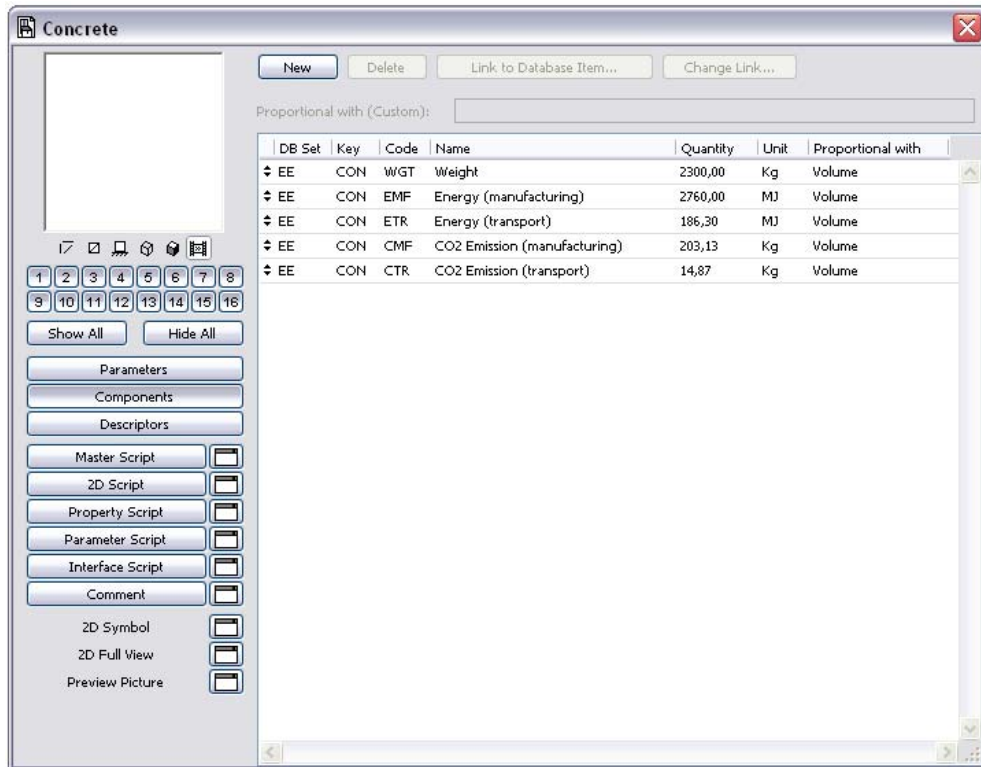 Concrete
New Delete Link to Database Item... Change Link...
Proportional with (Custom):
DB Set Key Code Name Quantity Unit Proportional with
EE CON WGT Weight 2300,00 Kg Volume
EE CON EMF Energy (manufacturing) 2760,00 MJ Volume
EE CON ETR Energy (transport) 186,30 MJ Volume
EE CON CMF CO2 Emission (manufacturing) 203,13 Kg Volume
EE CON CTR CO2 Emission (transport) 14,87 Kg Volume
1 2 3 4 5 6 7 8
9 10 11 12 13 14 15 16
Show All Hide All
Parameters
Components
Descriptors
Master Script
2D Script
Property Script
Parameter Script
Interface Script
Comment
2D Symbol
2D Full View
Preview Picture